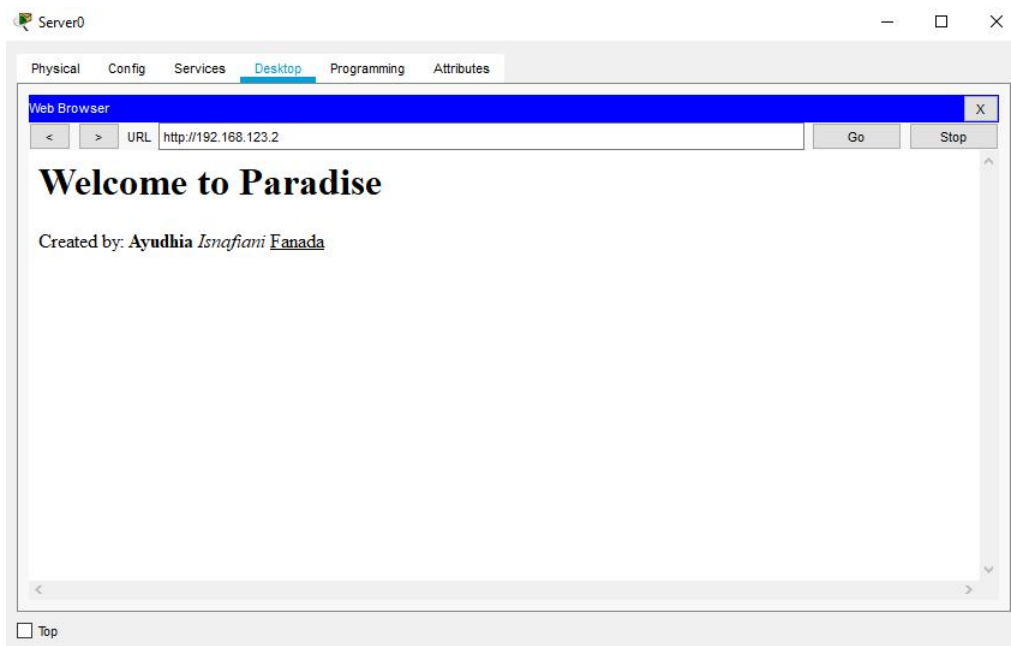 Server0
Physical Config Services Desktop Programming Attributes
Web Browser X
< > URL http://192.168.123.2 Go Stop
Welcome to Paradise
Created by: Ayudhia Isnafiani Fanada
Top